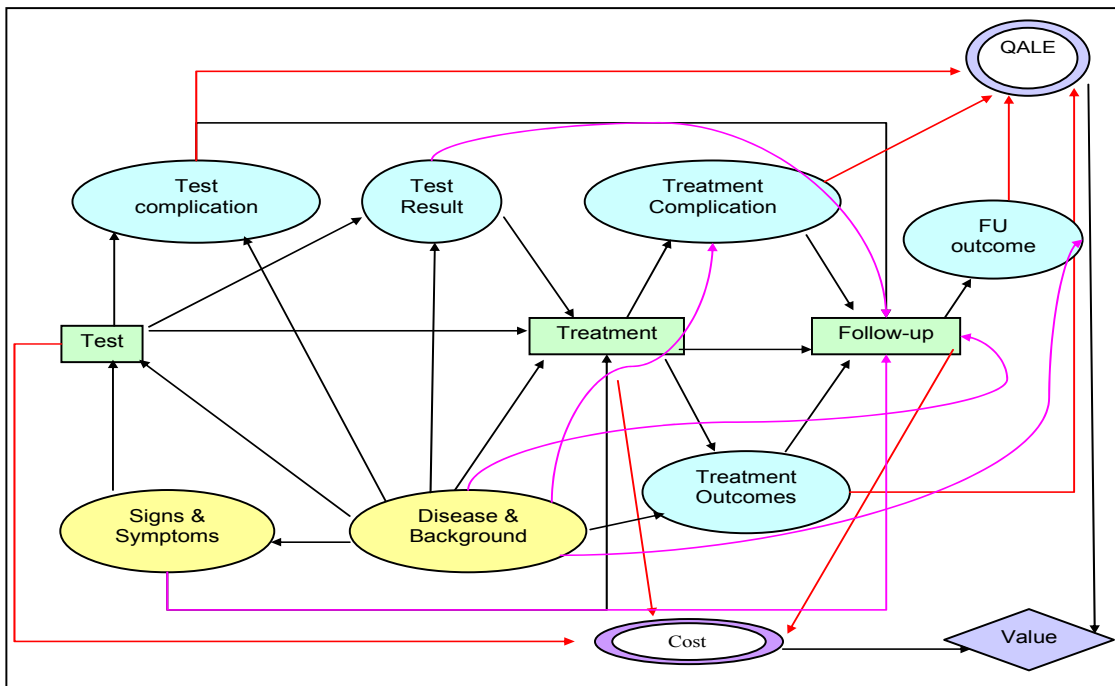 QALE
Test
complication
Test
Result
Treatment
Complication
FU
outcome
Test
Treatment
Follow-up
Signs &
Symptoms
Disease &
Background
Treatment
Outcomes
Cost
Value